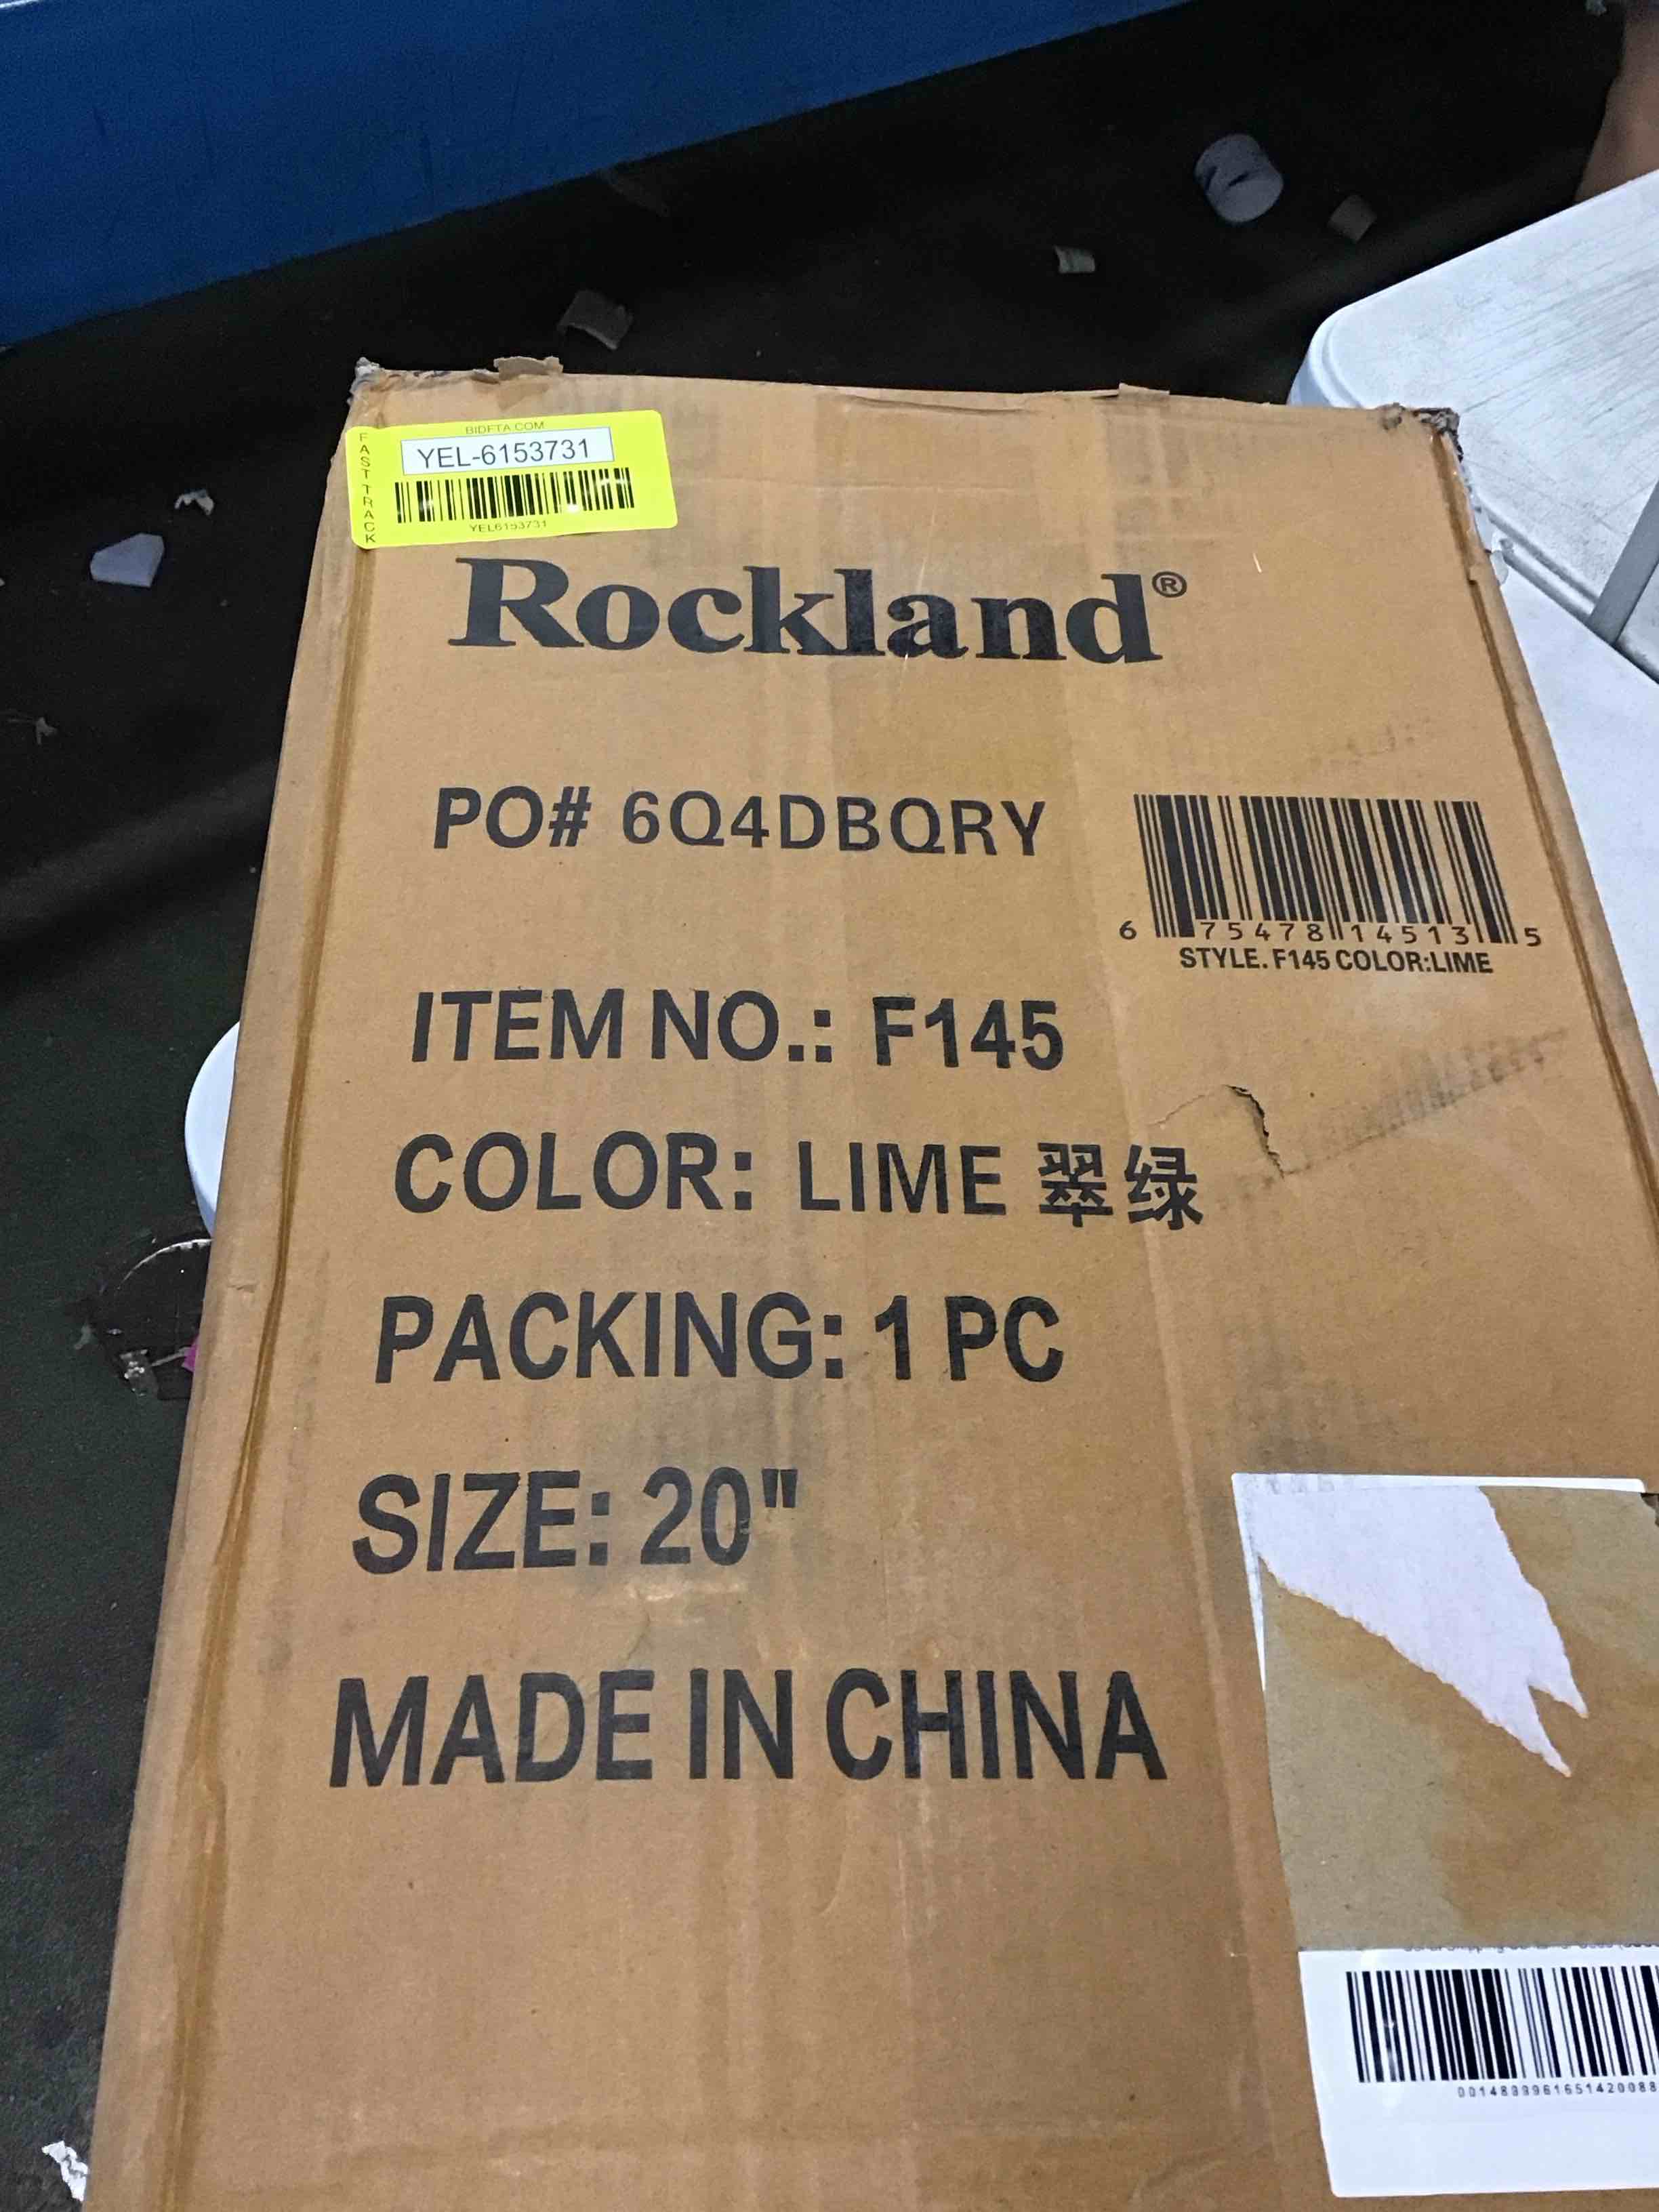 BIDFTA.COM
FAST TRACK
YEL-6153731
YEL6153731
Rockland®
PO# 6Q4DBQRY
6 75478 14513 5
STYLE. F145 COLOR:LIME
ITEM NO.: F145
COLOR: LIME 翠绿
PACKING: 1 PC
SIZE: 20"
MADE IN CHINA